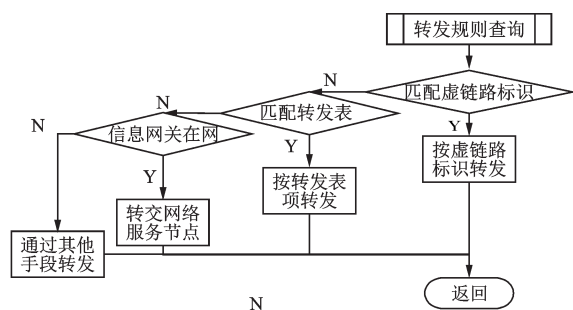 转发规则查询
N
匹配虚链路标识
N
匹配转发表
Y
N
信息网关在网
Y
按虚链路
标识转发
Y
按转发表
项转发
转交网络
服务节点
通过其他
手段转发
返回
N